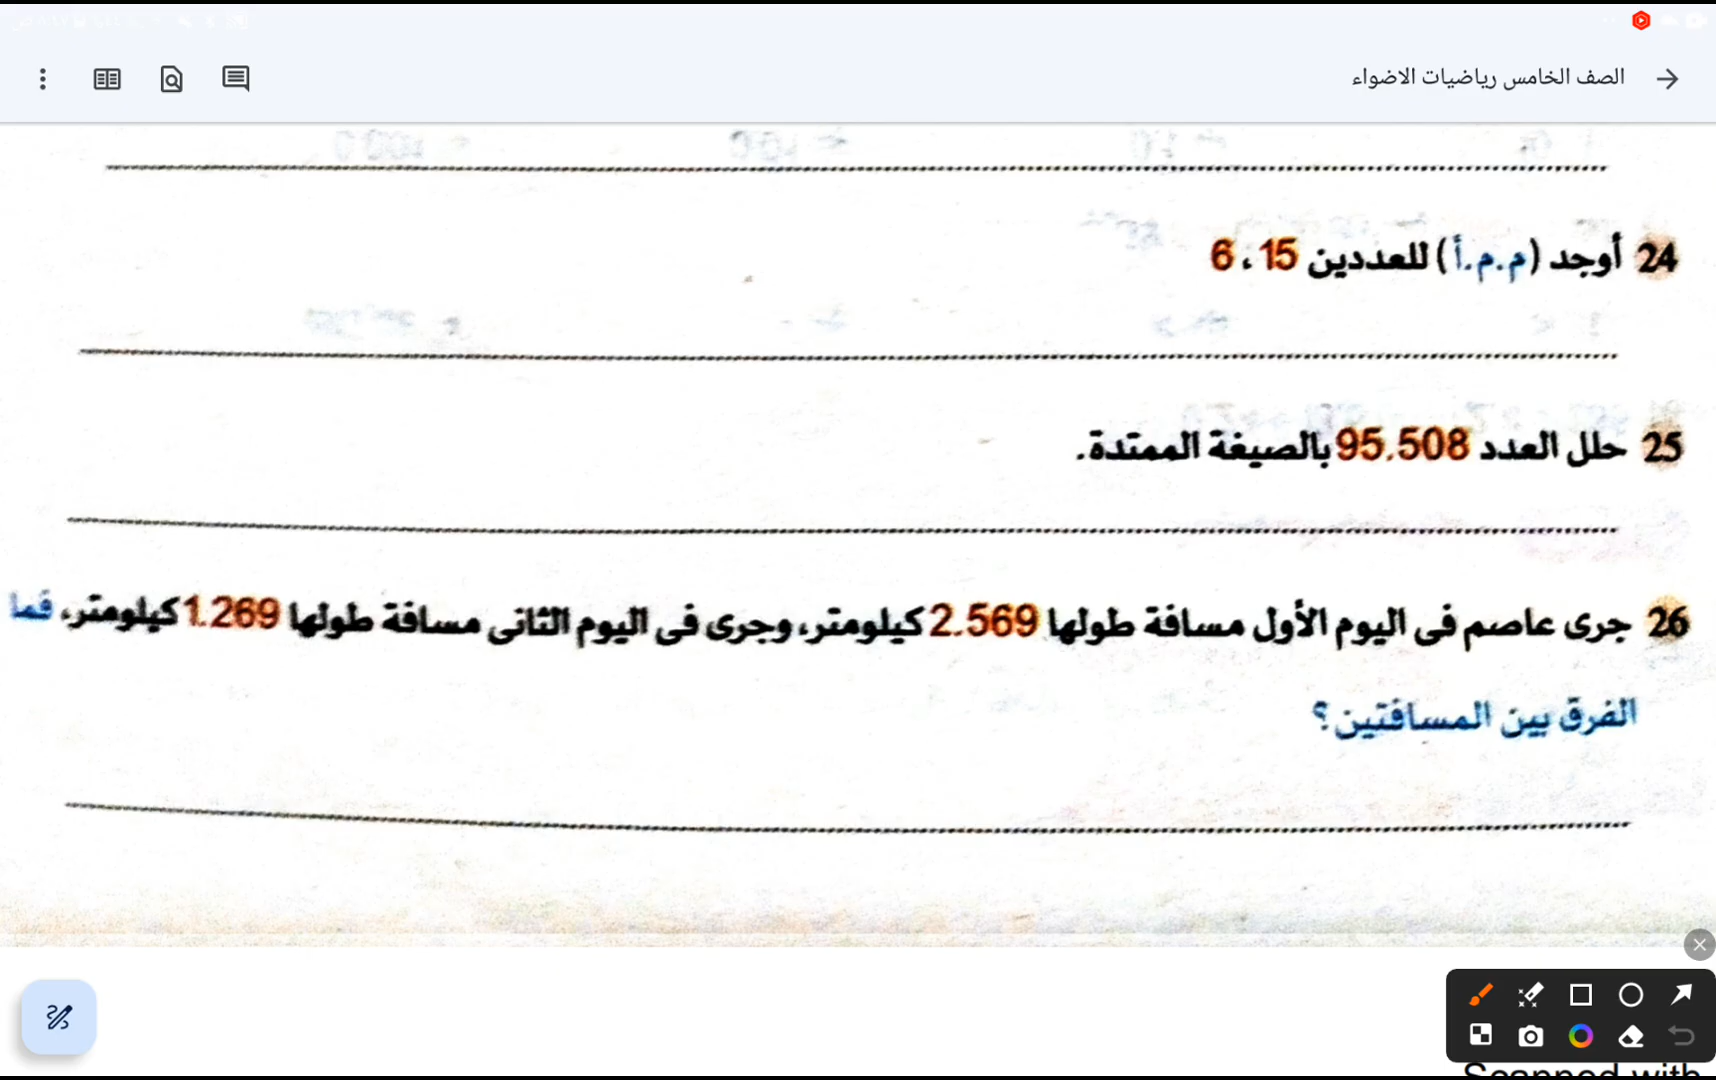 الصف الخامس رياضيات الاضواء
24 أوجد (م.م.أ) للعددين 15 ، 6
25 حلل العدد 95.508 بالصيغة الممتدة.
26 جرى عاصم فى اليوم الأول مسافة طولها 2.569 كيلومتر، وجرى فى اليوم الثانى مسافة طولها 1.269 كيلومتر، فما
الفرق بين المسافتين؟
Scanned with